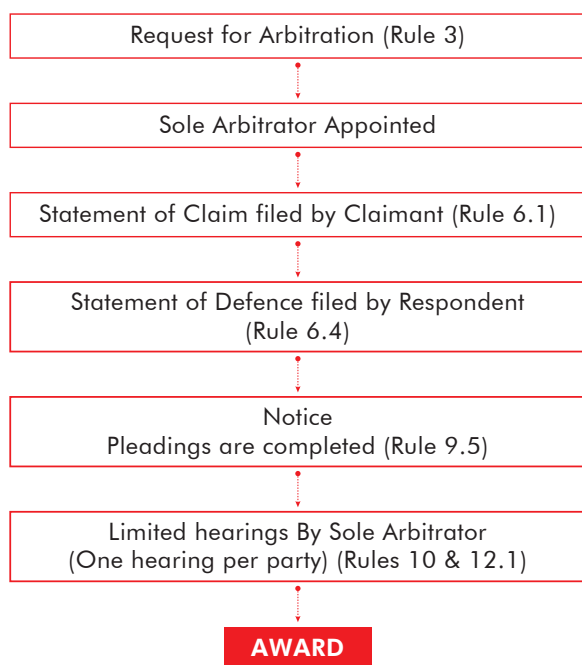 Request for Arbitration (Rule 3)
Sole Arbitrator Appointed
Statement of Claim filed by Claimant (Rule 6.1)
Statement of Defence filed by Respondent
(Rule 6.4)
Notice
Pleadings are completed (Rule 9.5)
Limited hearings By Sole Arbitrator
(One hearing per party) (Rules 10 & 12.1)
AWARD